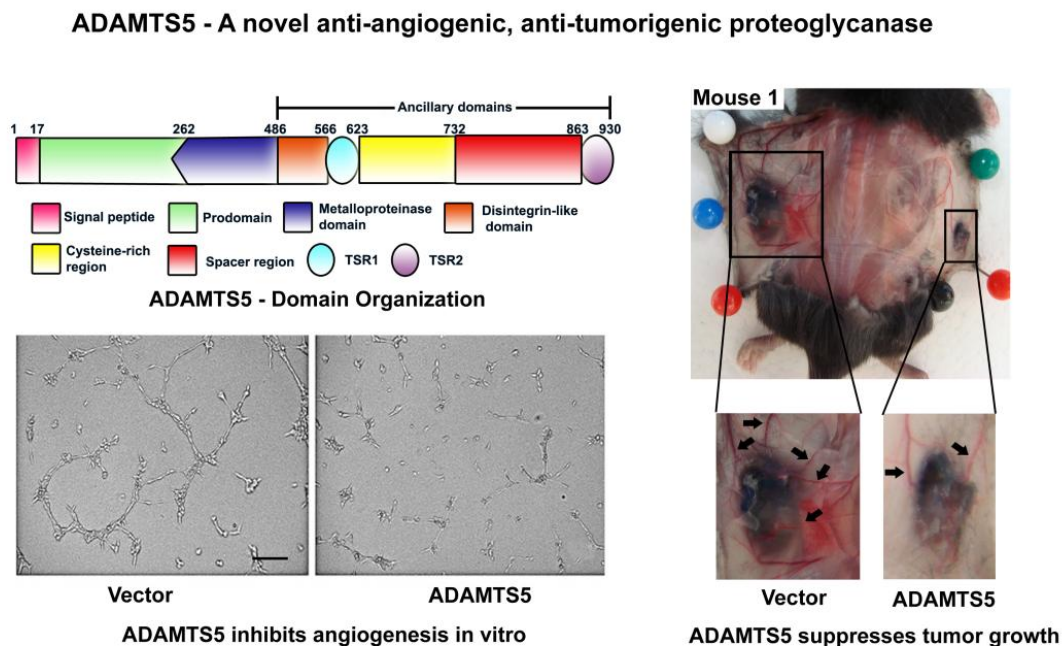 ADAMTS5 - A novel anti-angiogenic, anti-tumorigenic proteoglycanase
Ancillary domains
1 17 262 486 566 623 732 863 930
Signal peptide
Prodomain
Metalloproteinase
domain
Disintegrin-like
domain
Cysteine-rich
region
Spacer region
TSR1
TSR2
ADAMTS5 - Domain Organization
Vector
ADAMTS5
ADAMTS5 inhibits angiogenesis in vitro
Mouse 1
Vector
ADAMTS5
ADAMTS5 suppresses tumor growth